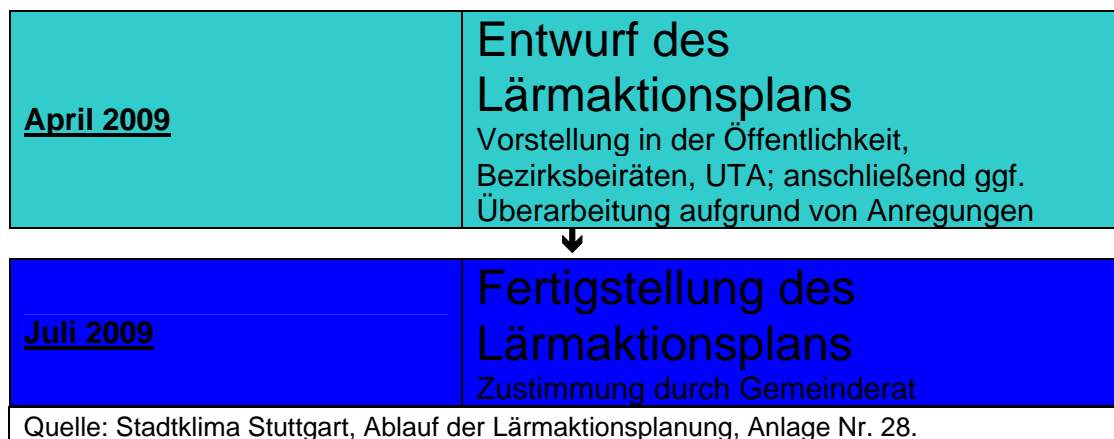 April 2009
Entwurf des
Lärmaktionsplans
Vorstellung in der Öffentlichkeit,
Bezirksbeiräten, UTA; anschließend ggf.
Überarbeitung aufgrund von Anregungen
Juli 2009
Fertigstellung des
Lärmaktionsplans
Zustimmung durch Gemeinderat
Quelle: Stadtklima Stuttgart, Ablauf der Lärmaktionsplanung, Anlage Nr. 28.